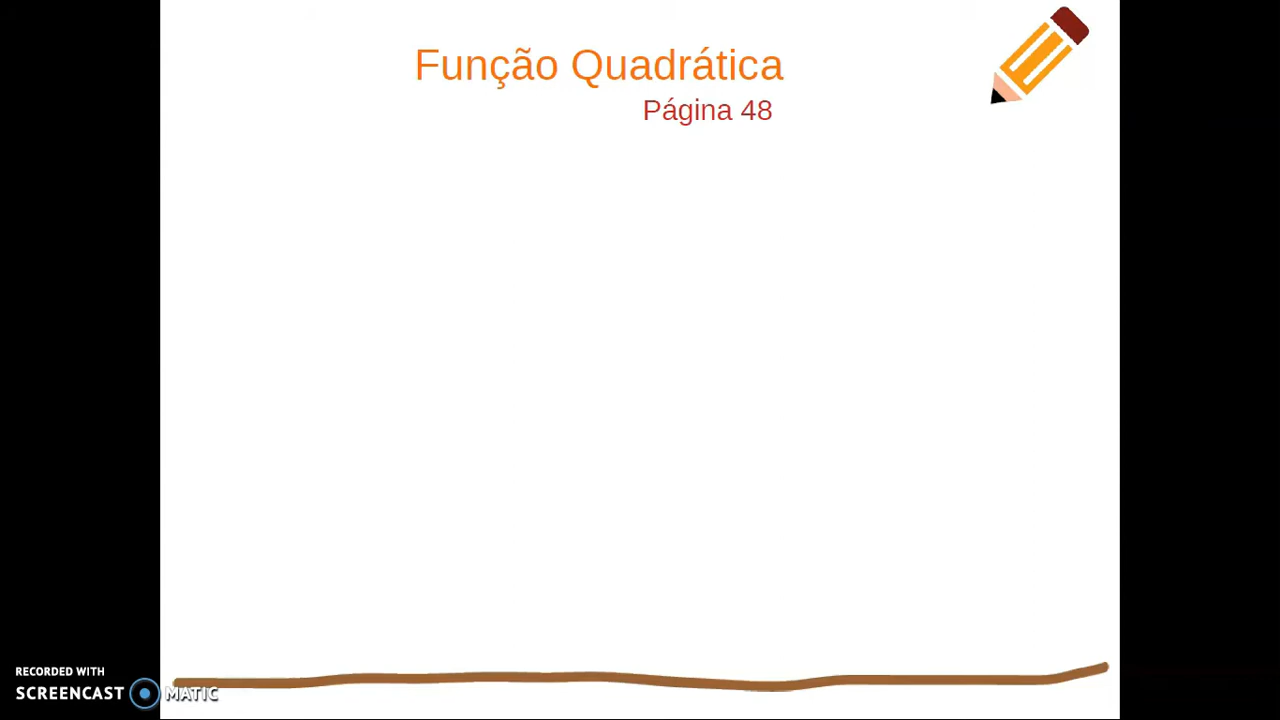 Função Quadrática
Página 48
RECORDED WITH
SCREENCAST MATIC